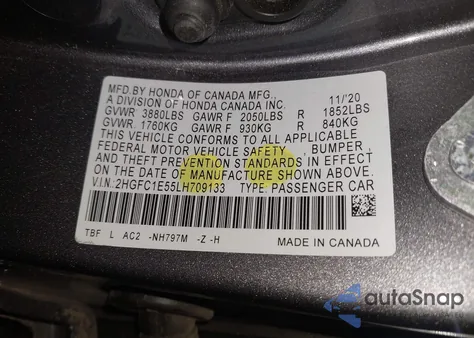 MFD.BY HONDA OF CANADA MFG., 11/'20
A DIVISION OF HONDA CANADA INC.
GVWR 3880LBS GAWR F 2050LBS R 1852LBS
GVWR 1760KG GAWR F 930KG R 840KG
THIS VEHICLE CONFORMS TO ALL APPLICABLE
FEDERAL MOTOR VEHICLE SAFETY , BUMPER ,
AND THEFT PREVENTION STANDARDS IN EFFECT
ON THE DATE OF MANUFACTURE SHOWN ABOVE.
V.I.N:2HGFC1E55LH709133 TYPE:PASSENGER CAR
TBF L AC2 -NH797M -Z -H MADE IN CANADA
autoSnap